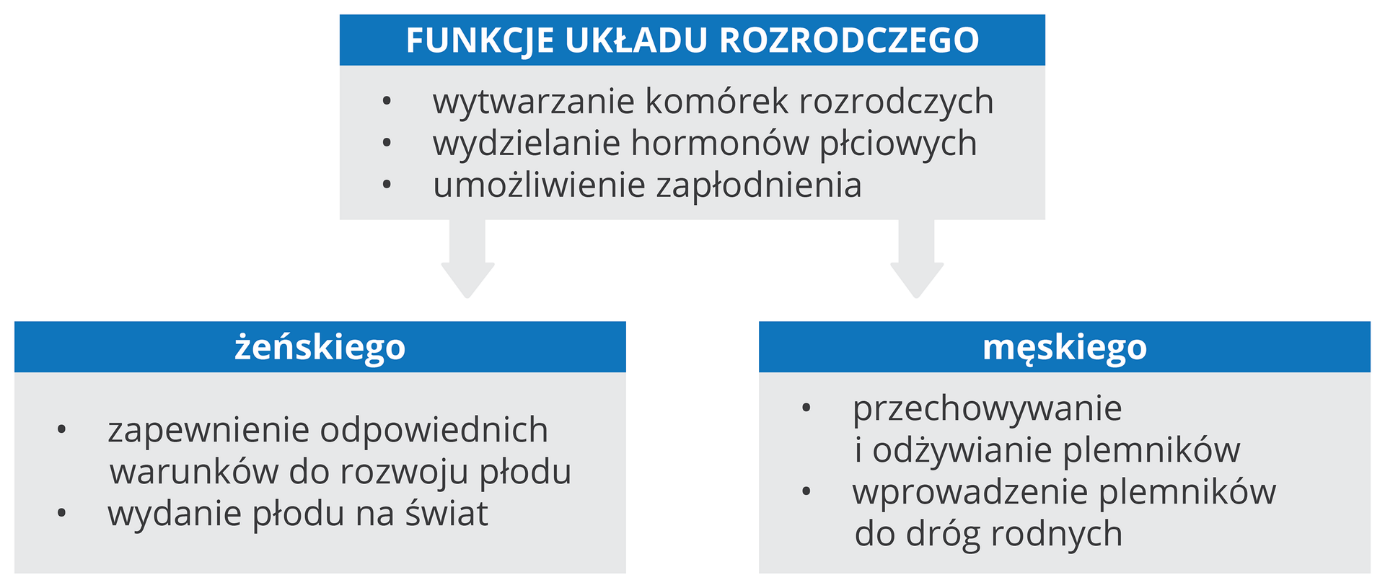 FUNKCJE UKŁADU ROZRODCZEGO
• wytwarzanie komórek rozrodczych
• wydzielanie hormonów płciowych
• umożliwienie zapłodnienia
żeńskiego
• zapewnienie odpowiednich
warunków do rozwoju płodu
• wydanie płodu na świat
męskiego
• przechowywanie
i odżywianie plemników
• wprowadzenie plemników
do dróg rodnych